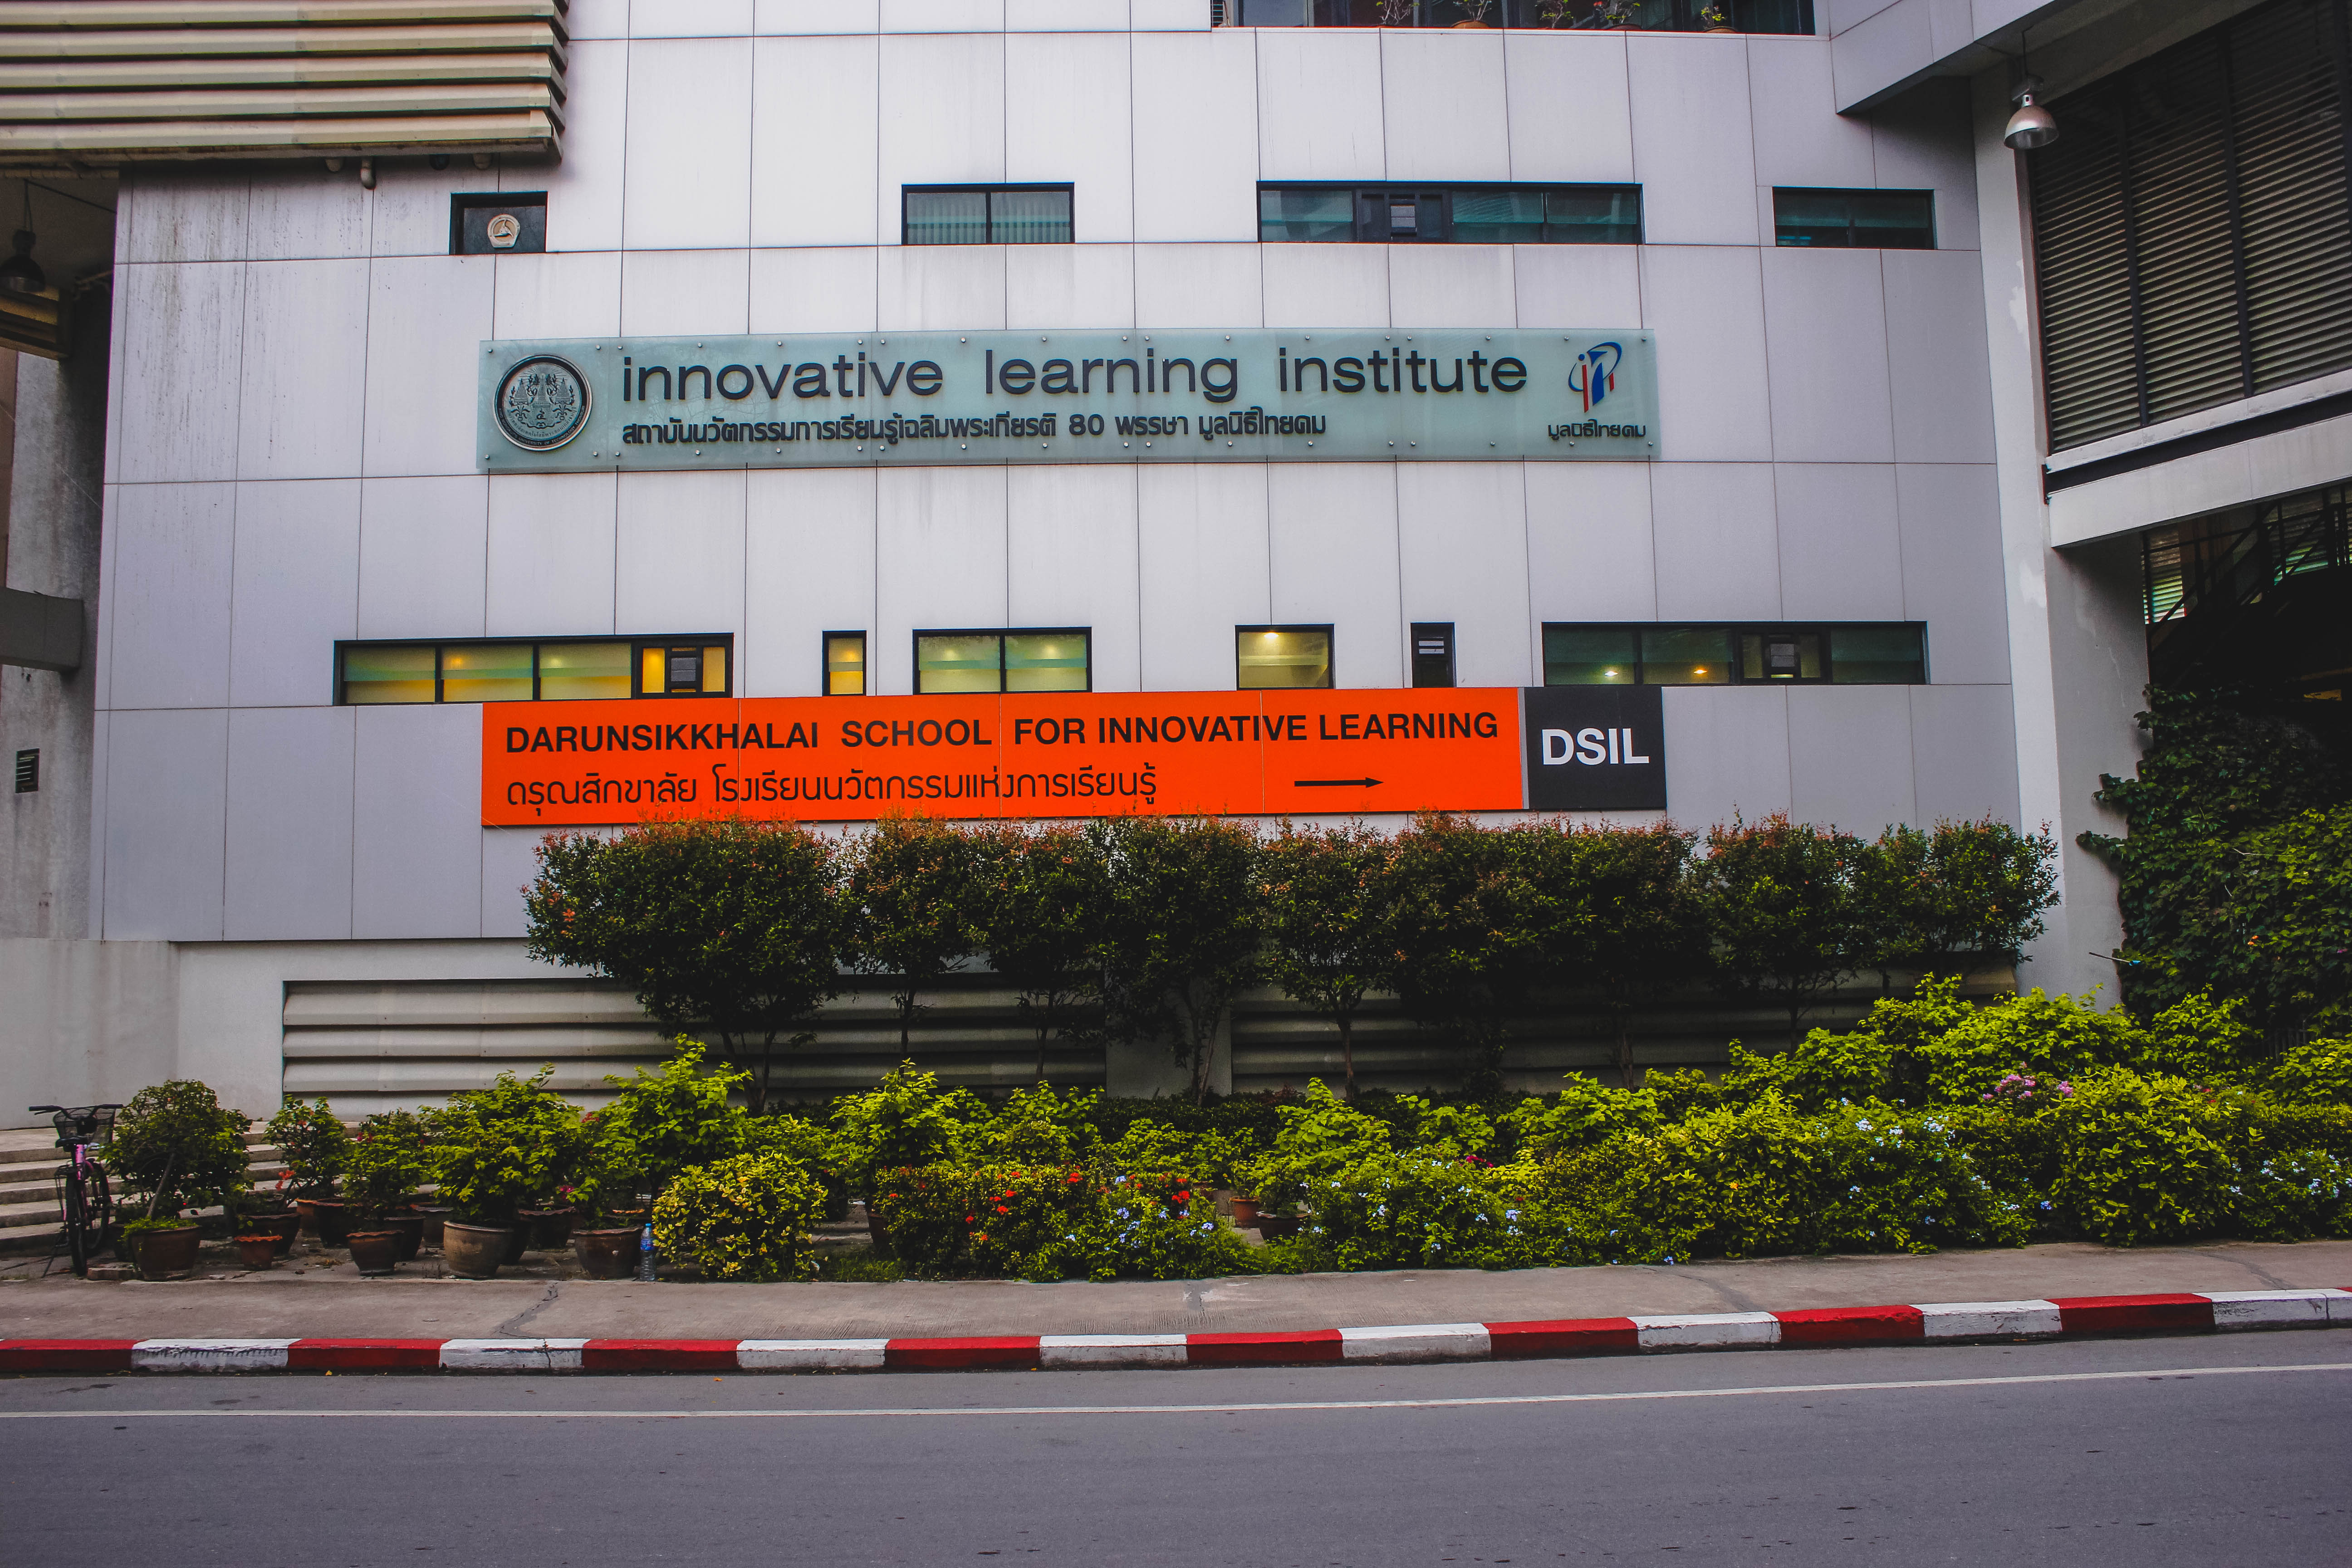 innovative learning institute
สถาบันนวัตกรรมการเรียนรู้เฉลิมพระเกียรติ 80 พรรษา มูลนิธิไทยคม
มูลนิธิไทยคม
DARUNSIKKHALAI SCHOOL FOR INNOVATIVE LEARNING
ดรุณสิกขาลัย โรงเรียนนวัตกรรมแห่งการเรียนรู้
DSIL